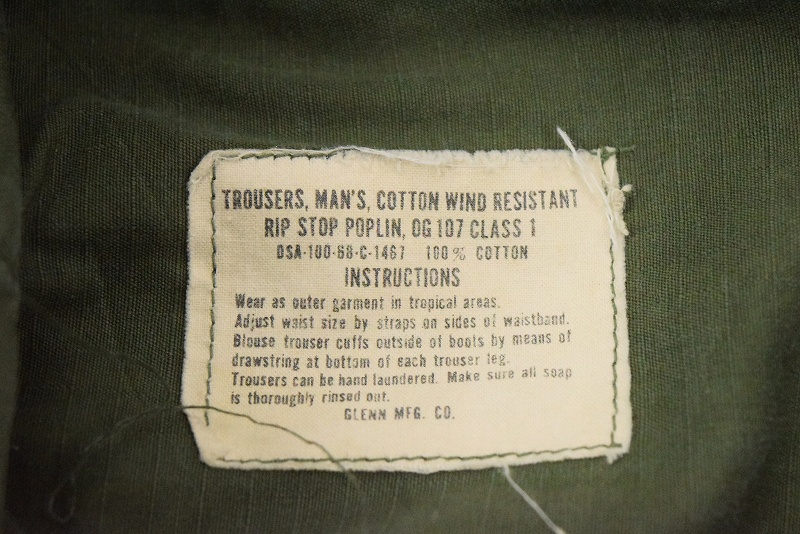 TROUSERS, MAN'S, COTTON WIND RESISTANT
RIP STOP POPLIN, OG 107 CLASS 1
DSA-100-68-C-1467 100% COTTON
INSTRUCTIONS
Wear as outer garment in tropical areas.
Adjust waist size by straps on sides of waistband.
Blouse trouser cuffs outside of boots by means of
drawstring at bottom of each trouser leg.
Trousers can be hand laundered. Make sure all soap
is thoroughly rinsed out.
GLENN MFG. CO.